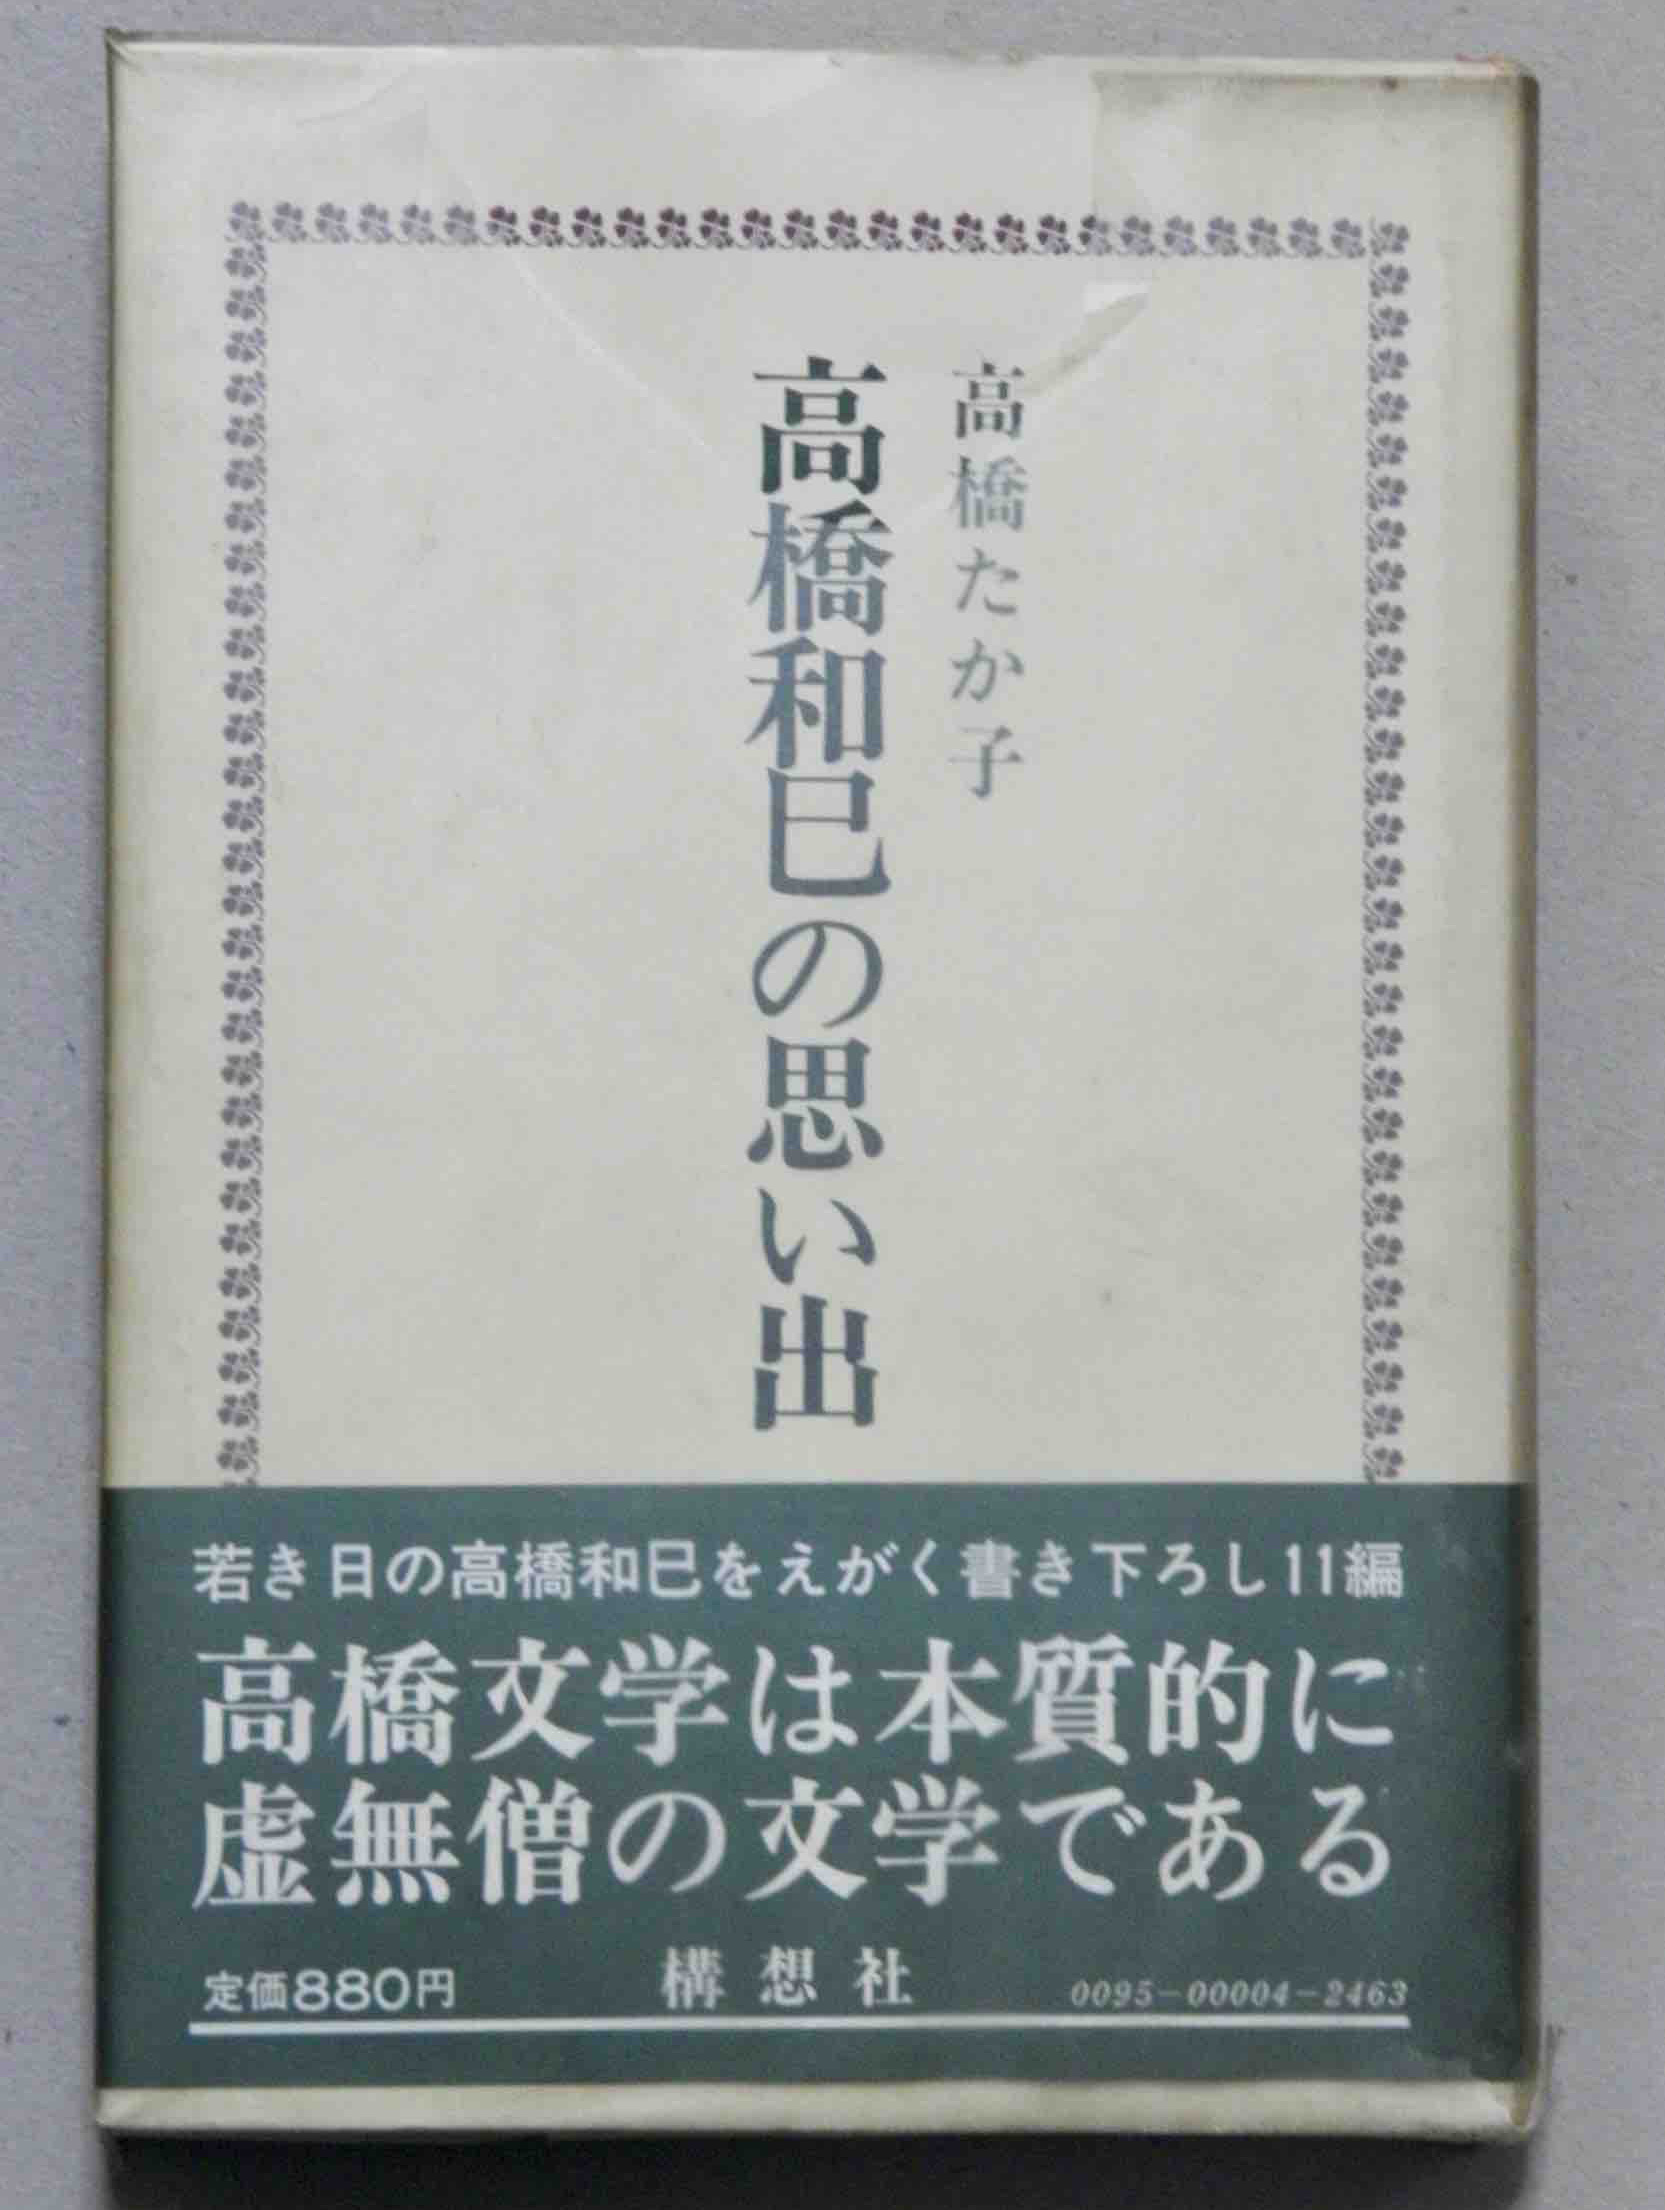 高橋たか子
高橋和巳の思い出
若き日の高橋和巳をえがく書き下ろし11編
高橋文学は本質的に
虚無僧の文学である
定価880円 構想社 0095-00004-2463